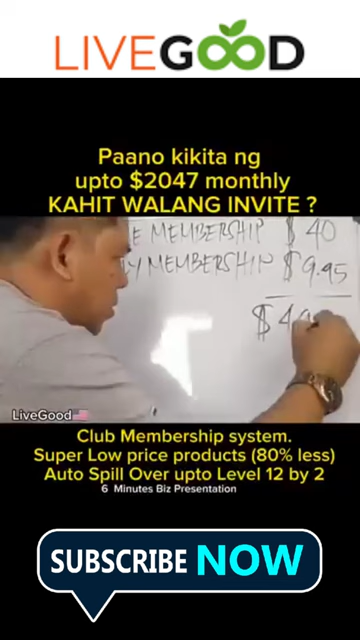 LIVEGOOD
Paano kikita ng
upto $2047 monthly
KAHIT WALANG INVITE ?
E MEMBERSHIP $ 40
Y MEMBERSHIP $ 9.95
$ 49
LiveGood
Club Membership system.
Super Low price products (80% less)
Auto Spill Over upto Level 12 by 2
6 Minutes Biz Presentation
SUBSCRIBE NOW